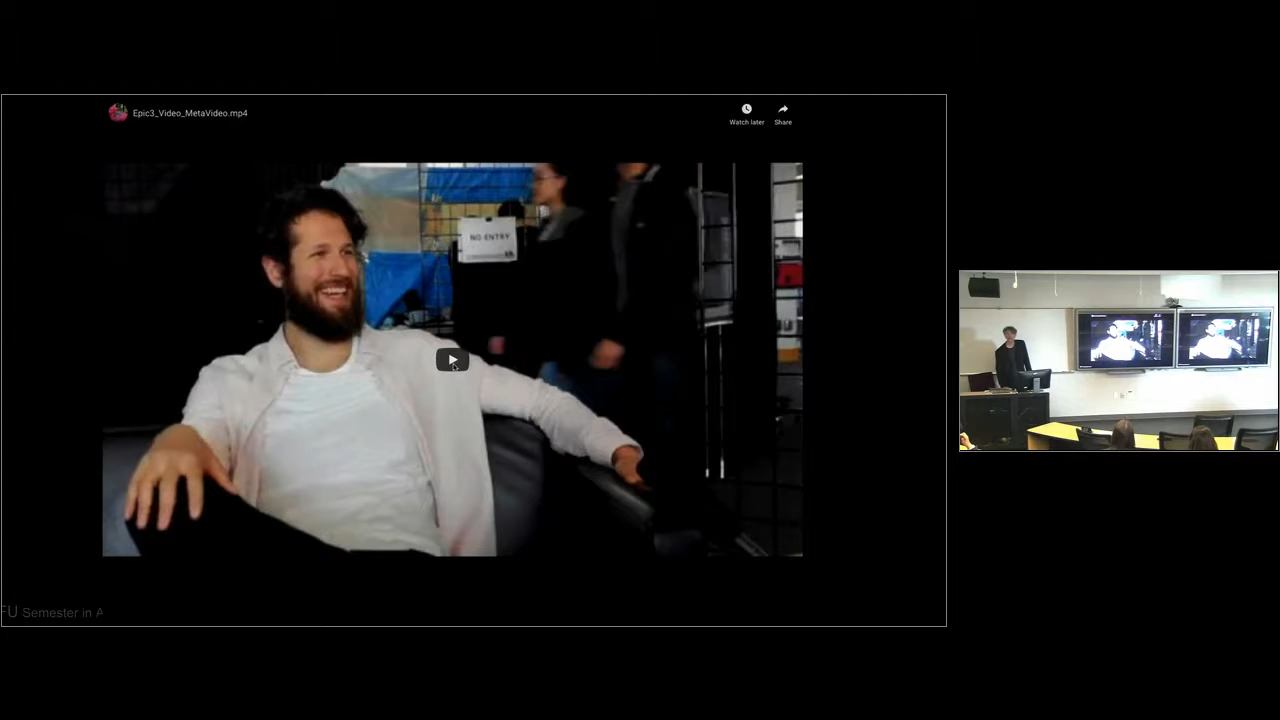 Epic3_Video_MetaVideo.mp4
Watch later
Share
NO ENTRY
FU Semester in A